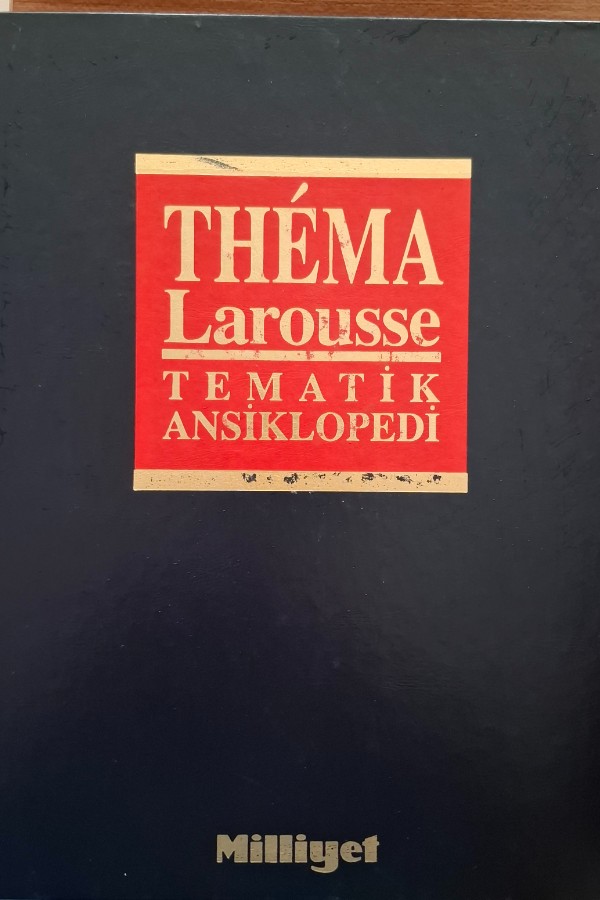 THÉMA
Larousse
TEMATİK
ANSİKLOPEDİ
Milliyet